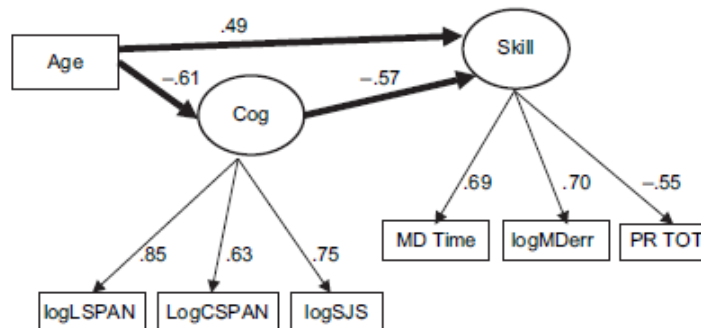 .49
Skill
Age
–.61
–.57
Cog
.69
.70
–.55
MD Time
logMDerr
PR TOT
.85
.63
.75
logLSPAN
LogCSPAN
logSJS